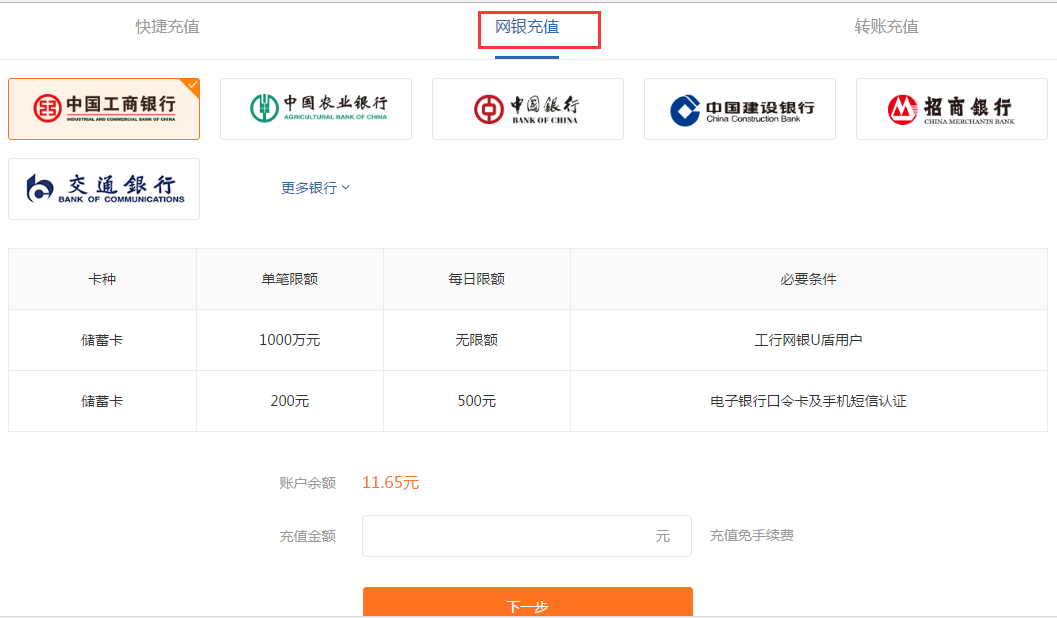 快捷充值 网银充值 转账充值
中国工商银行 中国农业银行 中国银行 中国建设银行 招商银行
INDUSTRIAL AND COMMERCIAL BANK OF CHINA AGRICULTURAL BANK OF CHINA BANK OF CHINA China Construction Bank CHINA MERCHANTS BANK
交通銀行 更多银行
BANK OF COMMUNICATIONS
卡种 单笔限额 每日限额 必要条件
储蓄卡 1000万元 无限额 工行网银U盾用户
储蓄卡 200元 500元 电子银行口令卡及手机短信认证
账户余额 11.65元
充值金额 元 充值免手续费
下一步